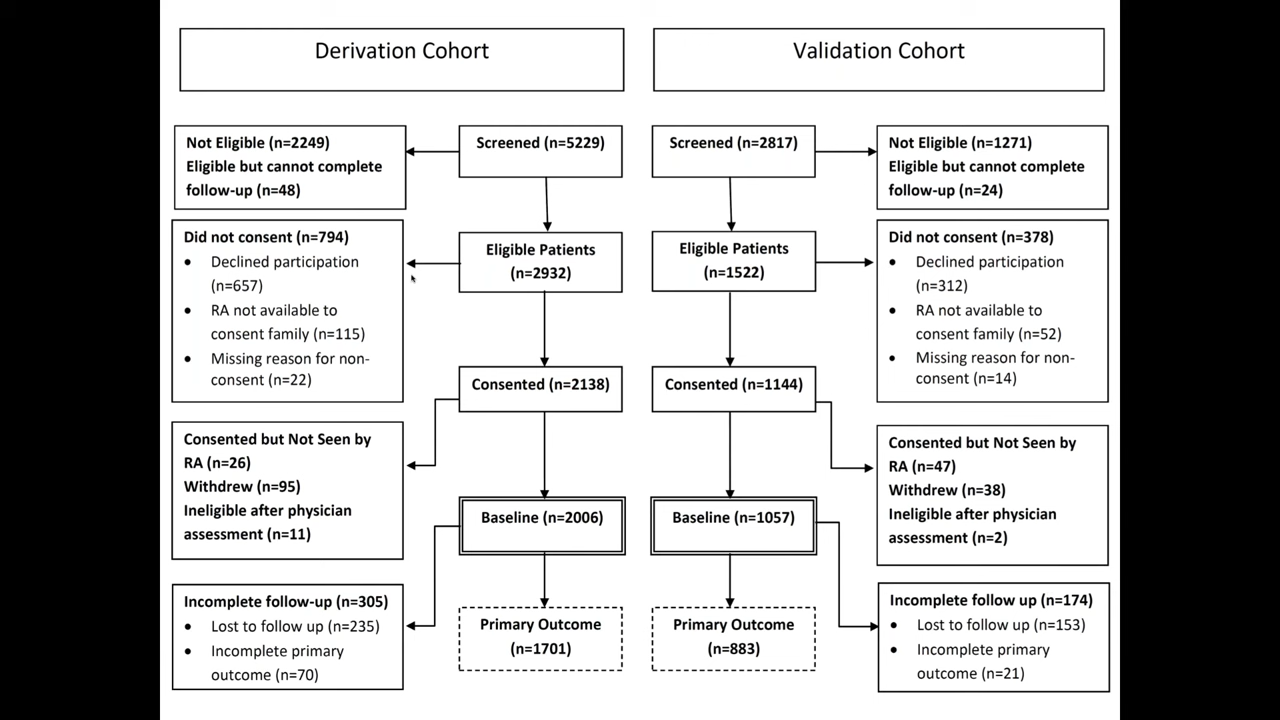 Derivation Cohort
Not Eligible (n=2249)
Eligible but cannot complete
follow-up (n=48)
Screened (n=5229)
Did not consent (n=794)
• Declined participation
(n=657)
• RA not available to
consent family (n=115)
• Missing reason for non-
consent (n=22)
Eligible Patients
(n=2932)
Consented (n=2138)
Consented but Not Seen by
RA (n=26)
Withdrew (n=95)
Ineligible after physician
assessment (n=11)
Baseline (n=2006)
Incomplete follow-up (n=305)
• Lost to follow up (n=235)
• Incomplete primary
outcome (n=70)
Primary Outcome
(n=1701)
Validation Cohort
Screened (n=2817)
Not Eligible (n=1271)
Eligible but cannot complete
follow-up (n=24)
Eligible Patients
(n=1522)
Did not consent (n=378)
• Declined participation
(n=312)
• RA not available to
consent family (n=52)
• Missing reason for non-
consent (n=14)
Consented (n=1144)
Consented but Not Seen by
RA (n=47)
Withdrew (n=38)
Ineligible after physician
assessment (n=2)
Baseline (n=1057)
Incomplete follow up (n=174)
• Lost to follow up (n=153)
• Incomplete primary
outcome (n=21)
Primary Outcome
(n=883)